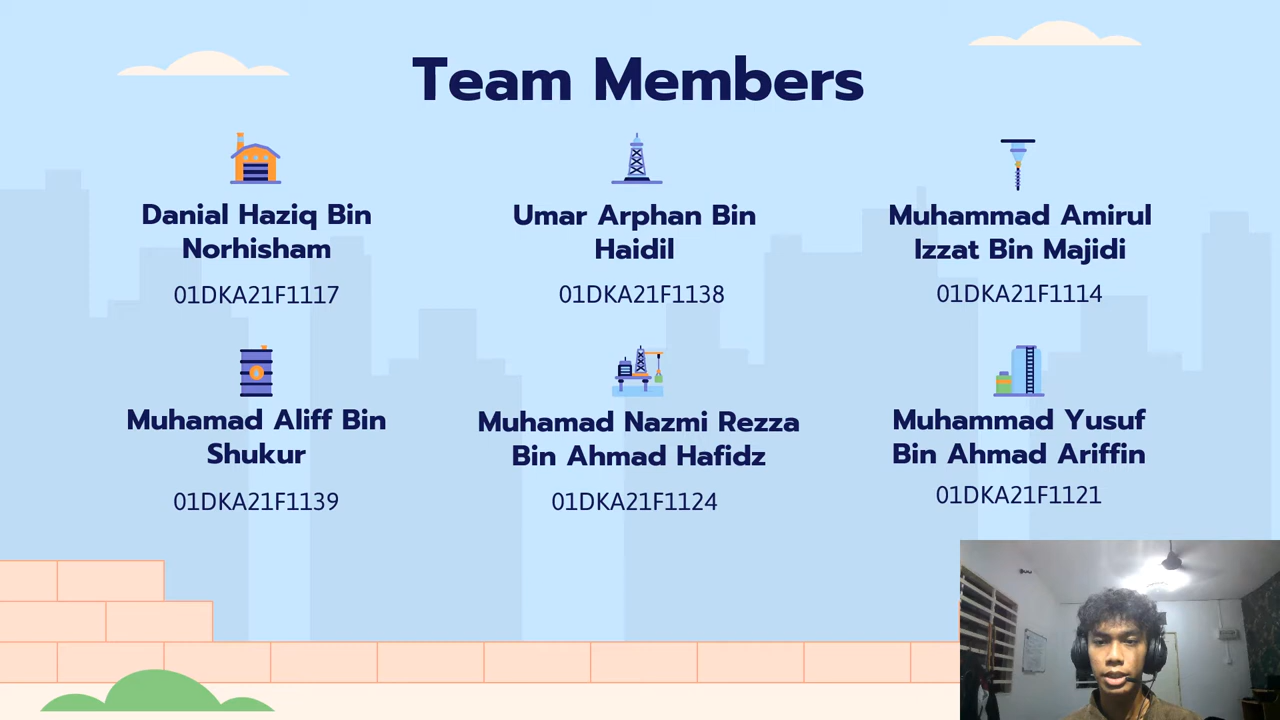 Team Members
Danial Haziq Bin
Norhisham
01DKA21F1117
Umar Arphan Bin
Haidil
01DKA21F1138
Muhammad Amirul
Izzat Bin Majidi
01DKA21F1114
Muhamad Aliff Bin
Shukur
01DKA21F1139
Muhamad Nazmi Rezza
Bin Ahmad Hafidz
01DKA21F1124
Muhammad Yusuf
Bin Ahmad Ariffin
01DKA21F1121